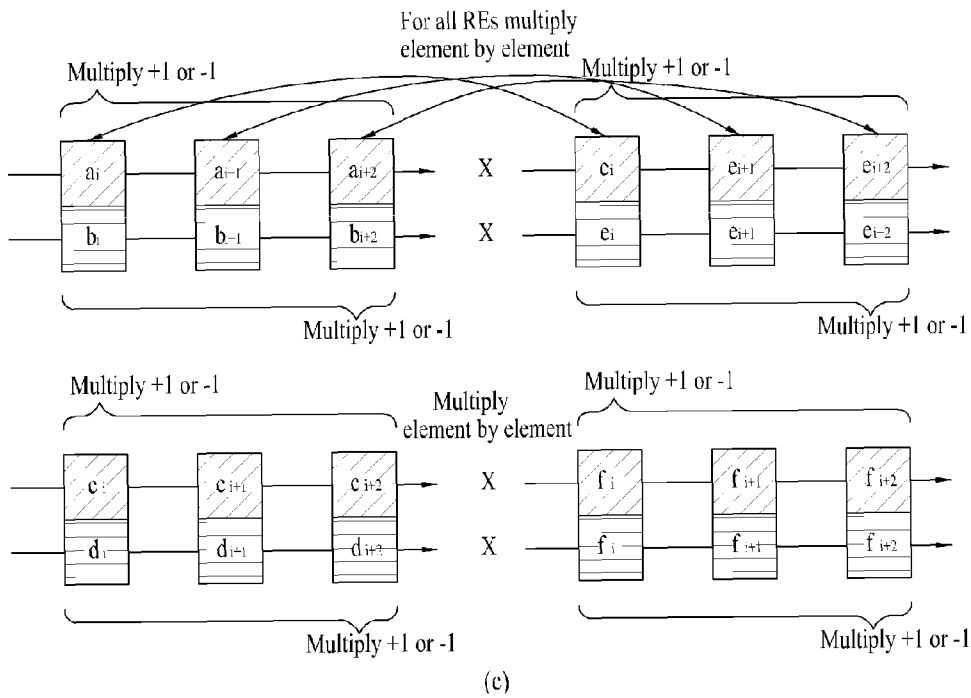 For all REs multiply
element by element
Multiply +1 or -1
Multiply +1 or -1
ai
ai−1
ai+2
X
ei
ei+1
ei+2
bi
bi−1
bi+2
X
ei
ei+1
ei−2
Multiply +1 or -1
Multiply +1 or -1
Multiply +1 or -1
Multiply +1 or -1
Multiply
element by element
ci
ci+1
ci+2
X
fi
fi+1
fi+2
di
di+1
di+2
X
fi
fi+1
fi+2
Multiply +1 or -1
Multiply +1 or -1
(c)